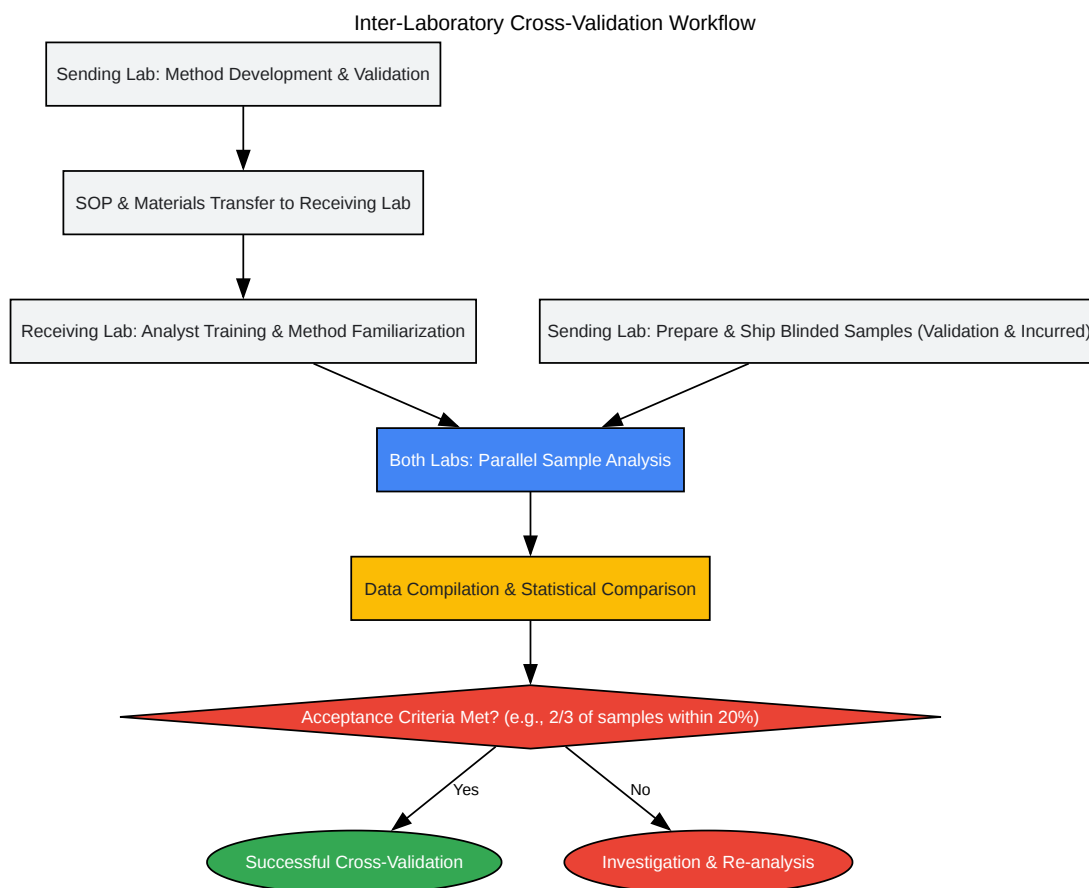 Inter-Laboratory Cross-Validation Workflow
Sending Lab: Method Development & Validation
SOP & Materials Transfer to Receiving Lab
Receiving Lab: Analyst Training & Method Familiarization
Sending Lab: Prepare & Ship Blinded Samples (Validation & Incurred)
Both Labs: Parallel Sample Analysis
Data Compilation & Statistical Comparison
Acceptance Criteria Met? (e.g., 2/3 of samples within 20%)
Yes
No
Successful Cross-Validation
Investigation & Re-analysis